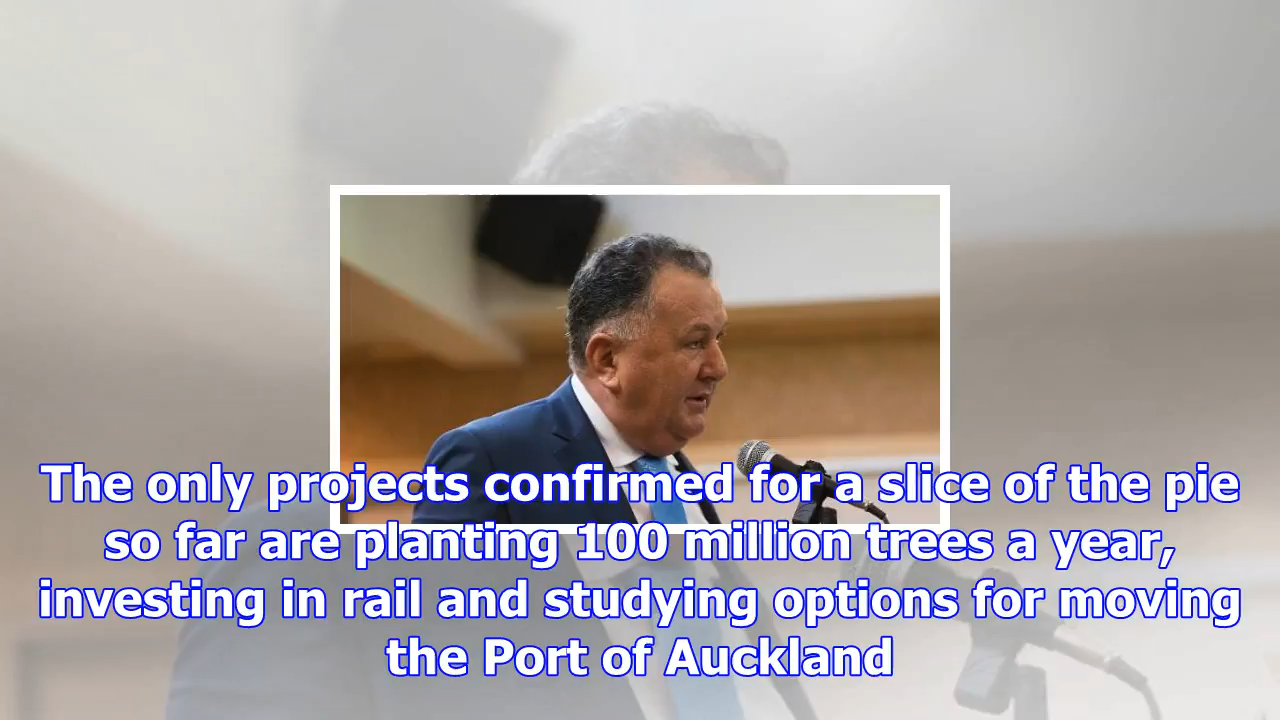 The only projects confirmed for a slice of the pie
so far are planting 100 million trees a year,
investing in rail and studying options for moving
the Port of Auckland